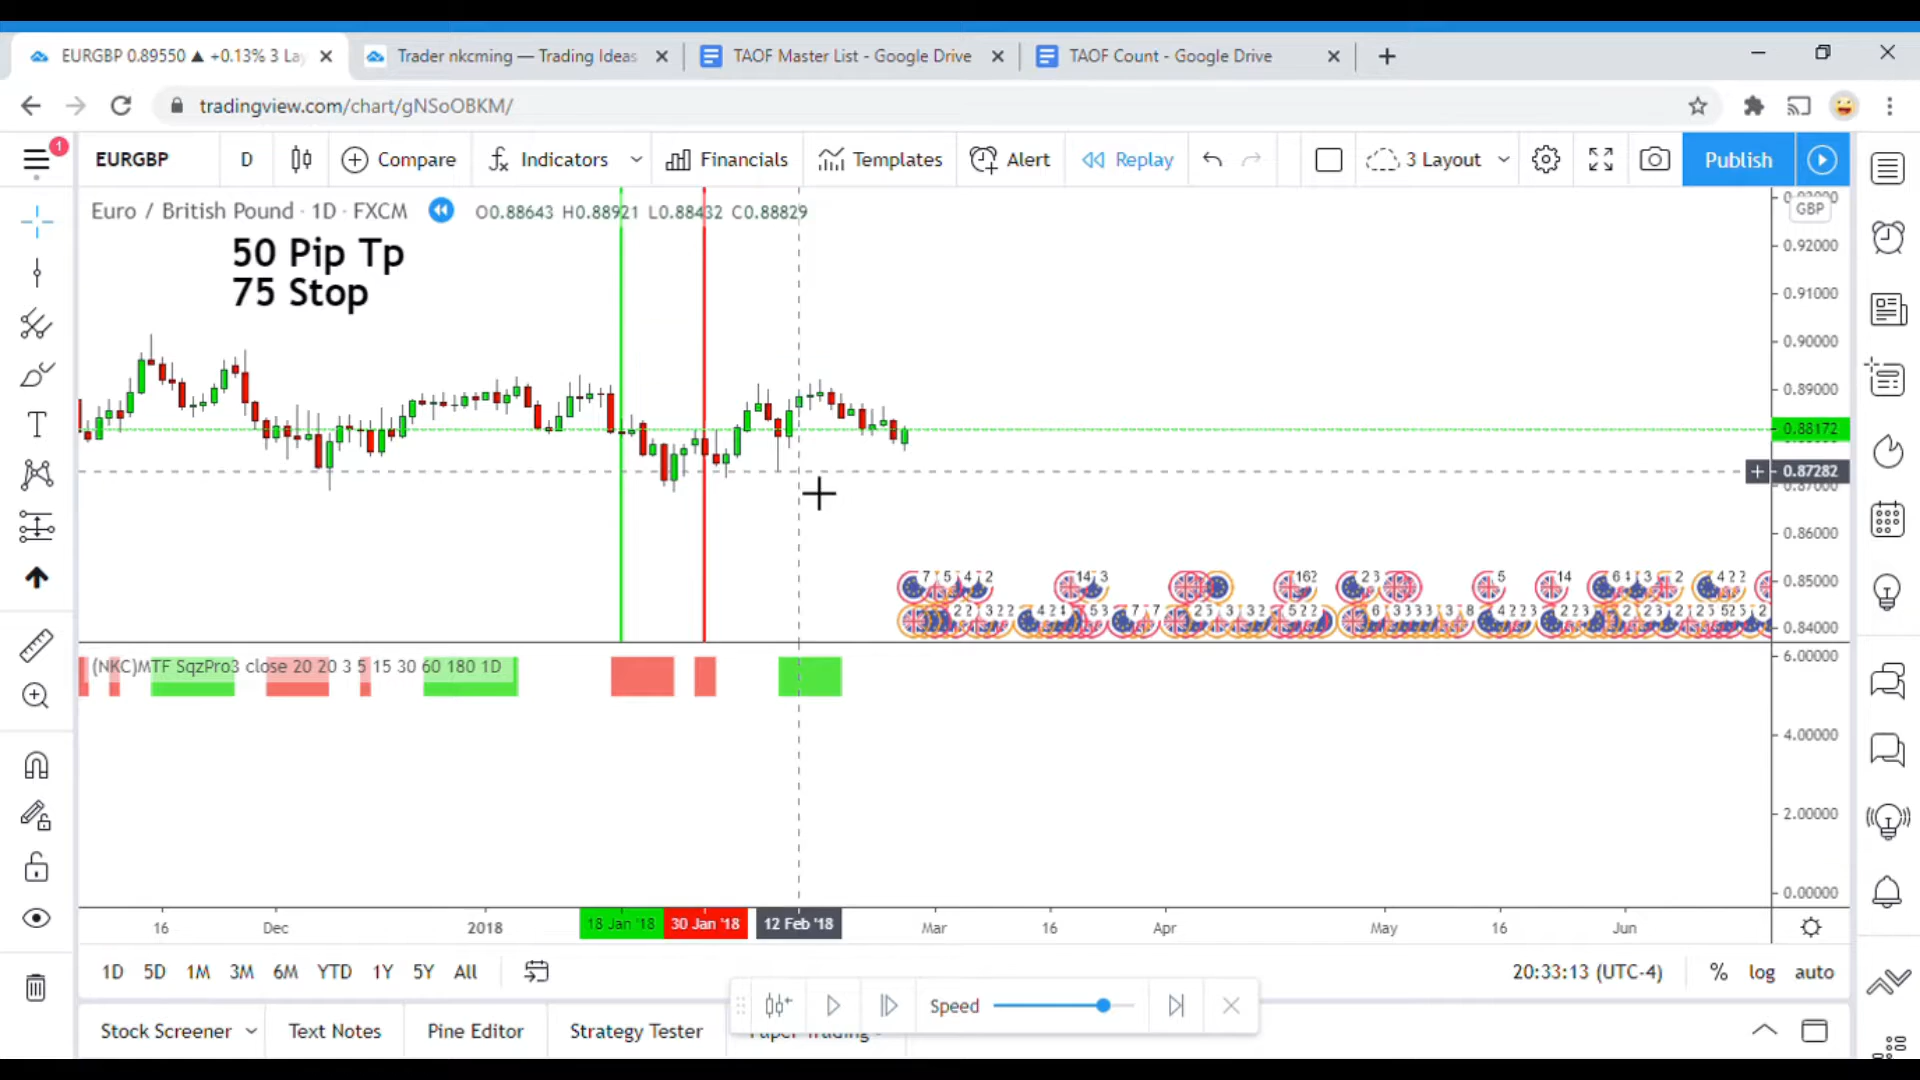 EURGBP 0.89550 ▲ +0.13% 3 La
Trader nkcming — Trading Ideas
TAOF Master List - Google Drive
TAOF Count - Google Drive
tradingview.com/chart/gNSoOBKM/
1
EURGBP
D
Compare
Indicators
Financials
Templates
Alert
Replay
3 Layout
Publish
Euro / British Pound · 1D · FXCM
O0.88643 H0.88921 L0.88432 C0.88829
GBP
50 Pip Tp
75 Stop
0.92000
0.91000
0.90000
0.89000
0.88172
0.87282
0.87000
0.86000
0.85000
0.84000
(NKC)MTF SqzPro3 close 20 20 3 5 15 30 60 180 1D
6.00000
4.00000
2.00000
0.00000
16
Dec
2018
18 Jan '18
30 Jan '18
12 Feb '18
Mar
16
Apr
May
16
Jun
1D 5D 1M 3M 6M YTD 1Y 5Y All
20:33:13 (UTC-4)
%
log
auto
Speed
Stock Screener
Text Notes
Pine Editor
Strategy Tester
Paper Trading